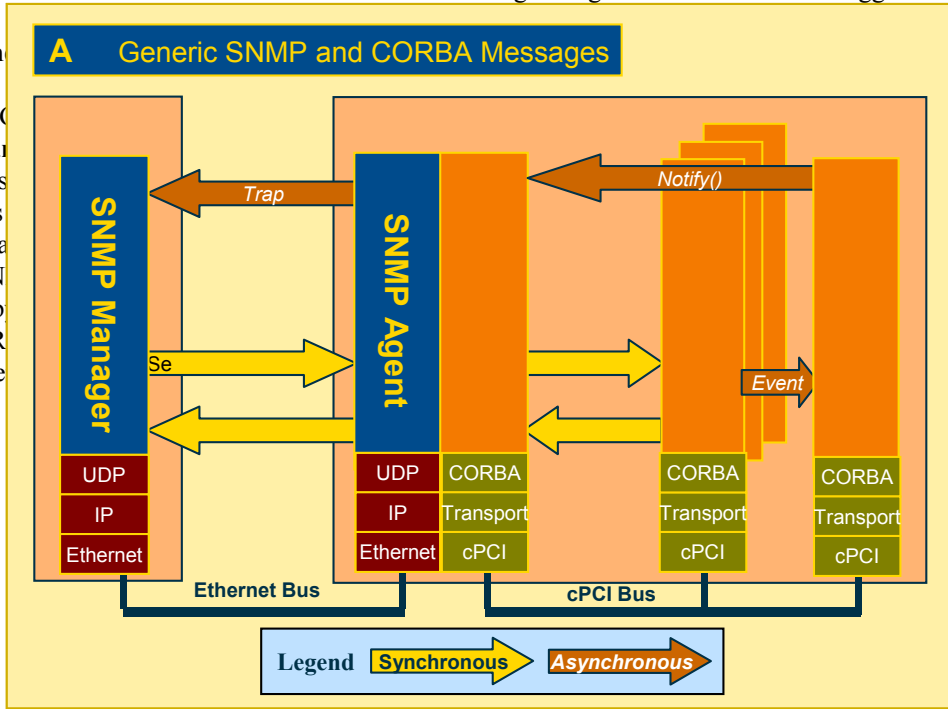 A Generic SNMP and CORBA Messages
SNMP Manager
Trap
SNMP Agent
Notify()
Se
Event
UDP
IP
Ethernet
UDP
IP
Ethernet
CORBA
Transport
cPCI
CORBA
Transport
cPCI
CORBA
Transport
cPCI
Ethernet Bus
cPCI Bus
Legend
Synchronous
Asynchronous